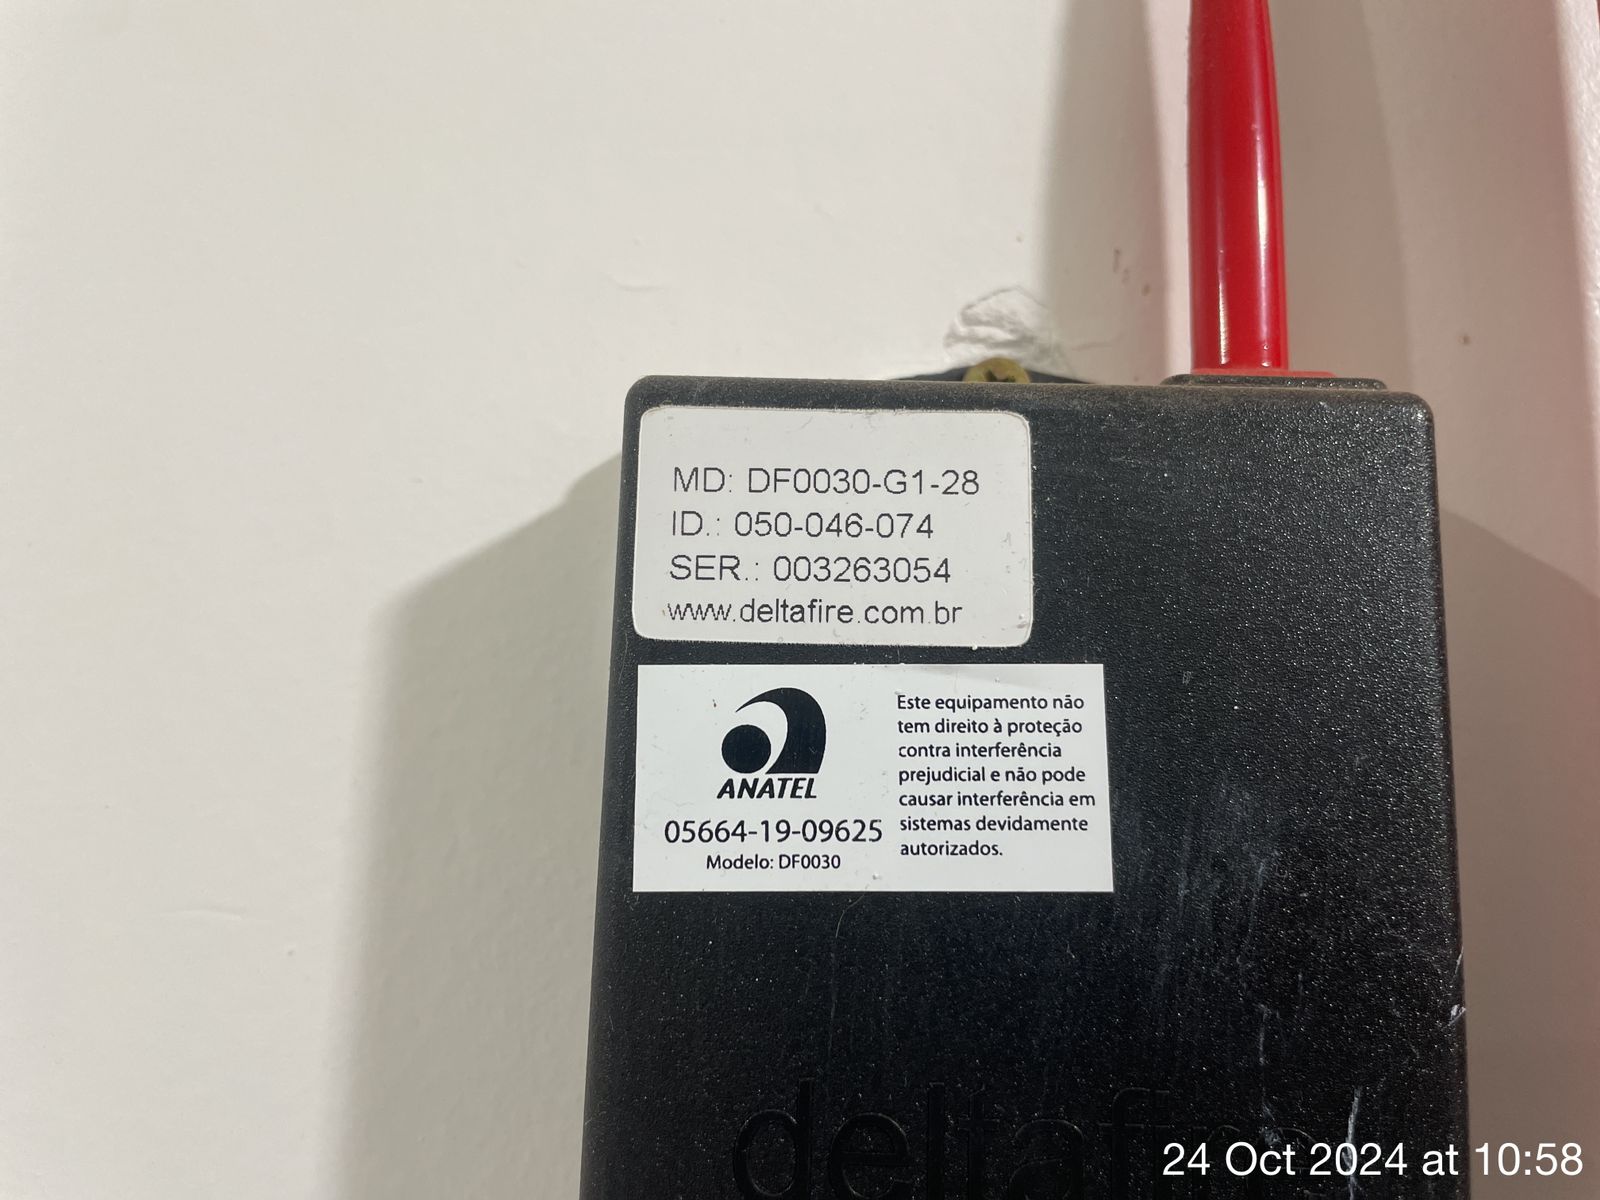 MD: DF0030-G1-28
ID.: 050-046-074
SER.: 003263054
www.deltafire.com.br
ANATEL
05664-19-09625
Modelo: DF0030
Este equipamento não
tem direito à proteção
contra interferência
prejudicial e não pode
causar interferência em
sistemas devidamente
autorizados.
deltafire
24 Oct 2024 at 10:58